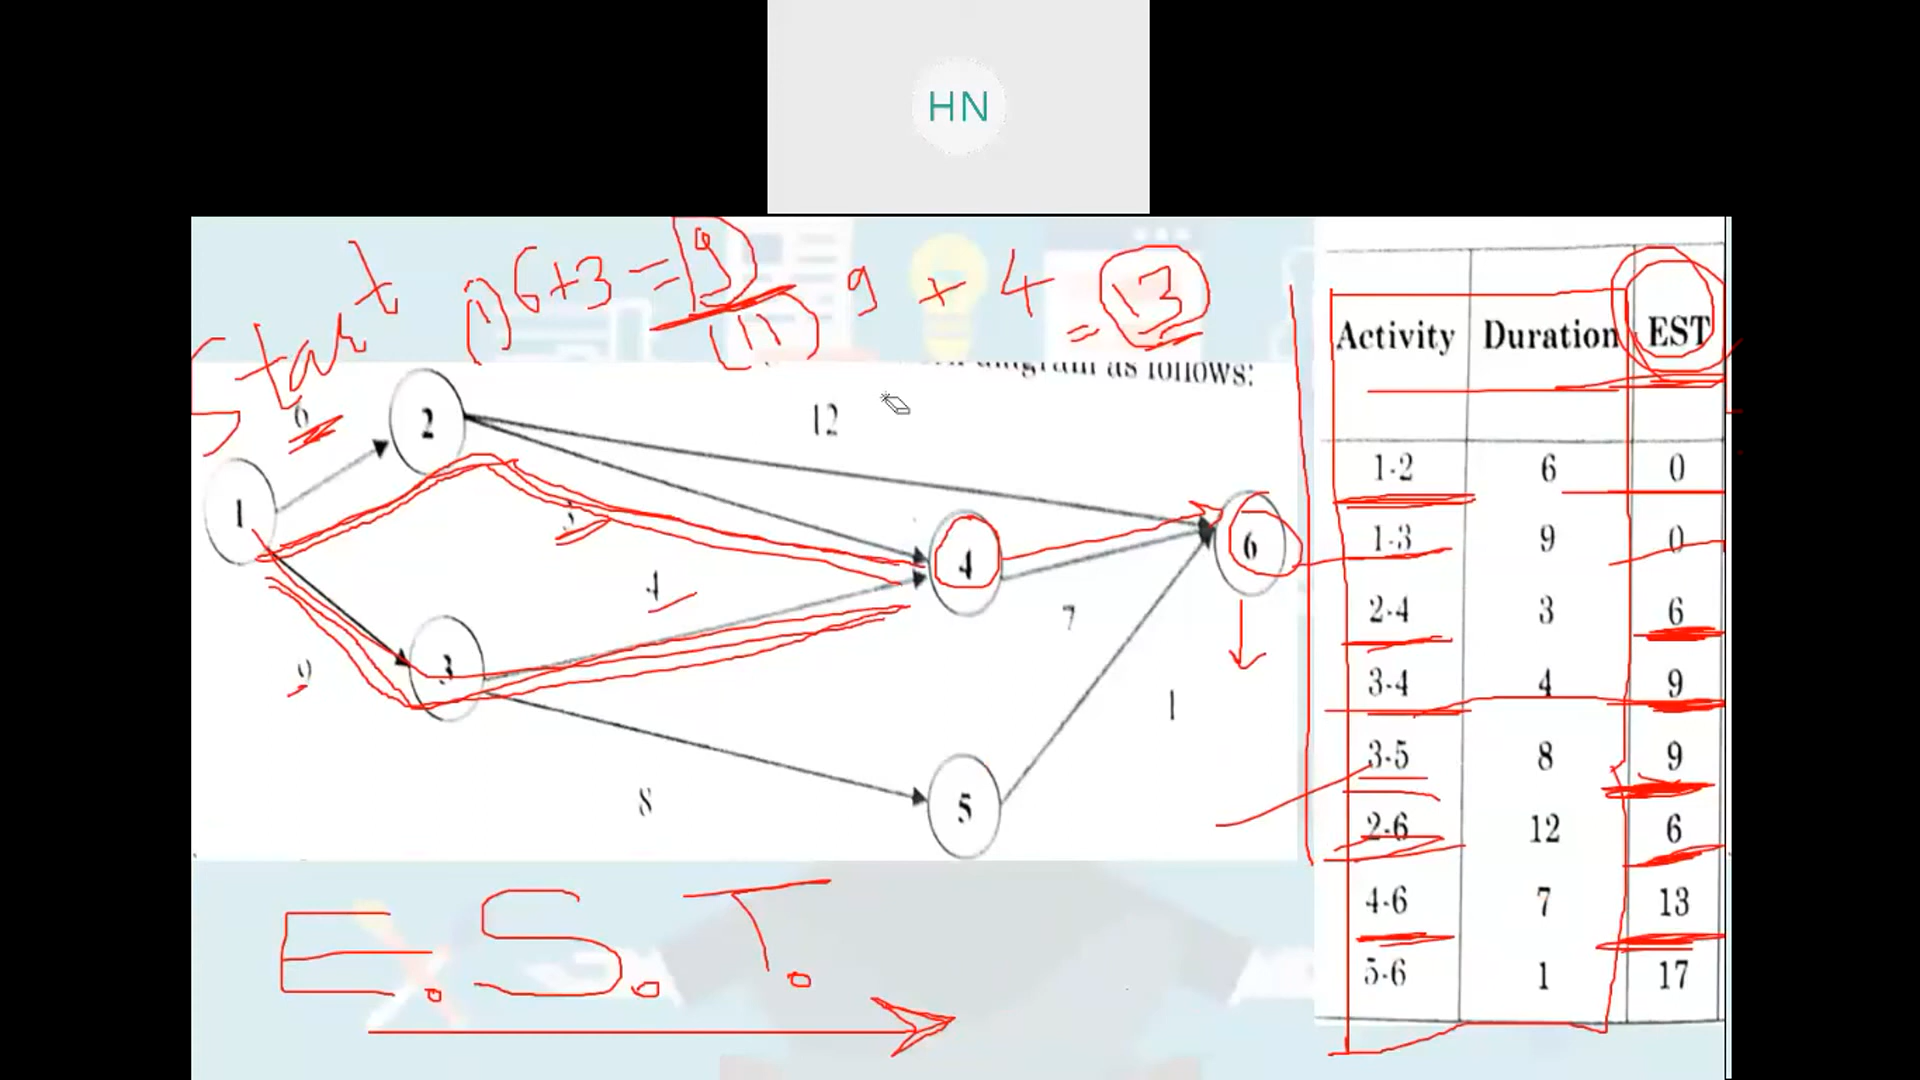 HN
Start
(i) 6+3 = 9
(ii) 9 + 4 = 13
diagram as follows:
6
2
12
1
3
4
6
4
9
3
7
1
8
5
E.S.T.
Activity Duration EST
1-2 6 0
1-3 9 0
2-4 3 6
3-4 4 9
3-5 8 9
2-6 12 6
4-6 7 13
5-6 1 17